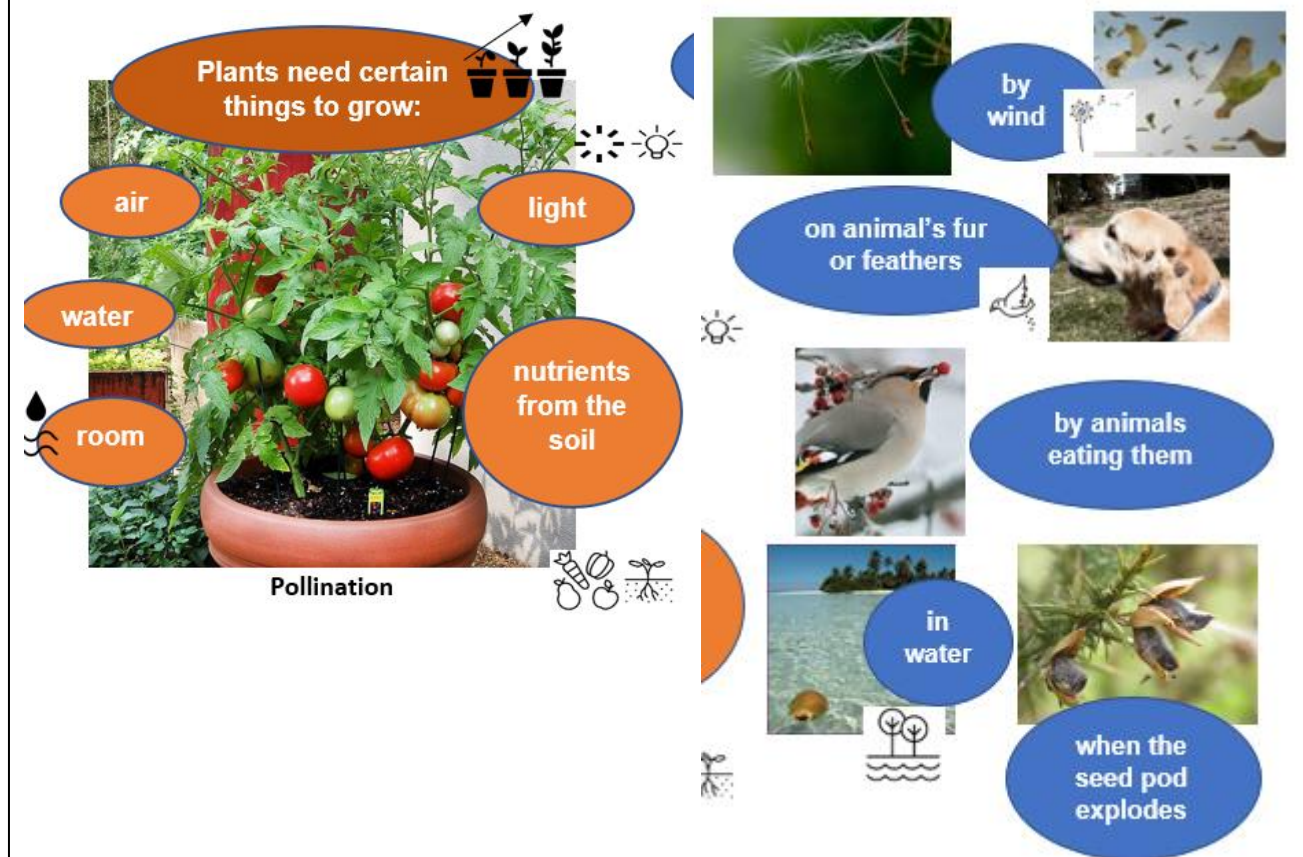 Plants need certain
things to grow:
air
light
water
nutrients
from the
soil
room
Pollination
by
wind
on animal's fur
or feathers
by animals
eating them
in
water
when the
seed pod
explodes